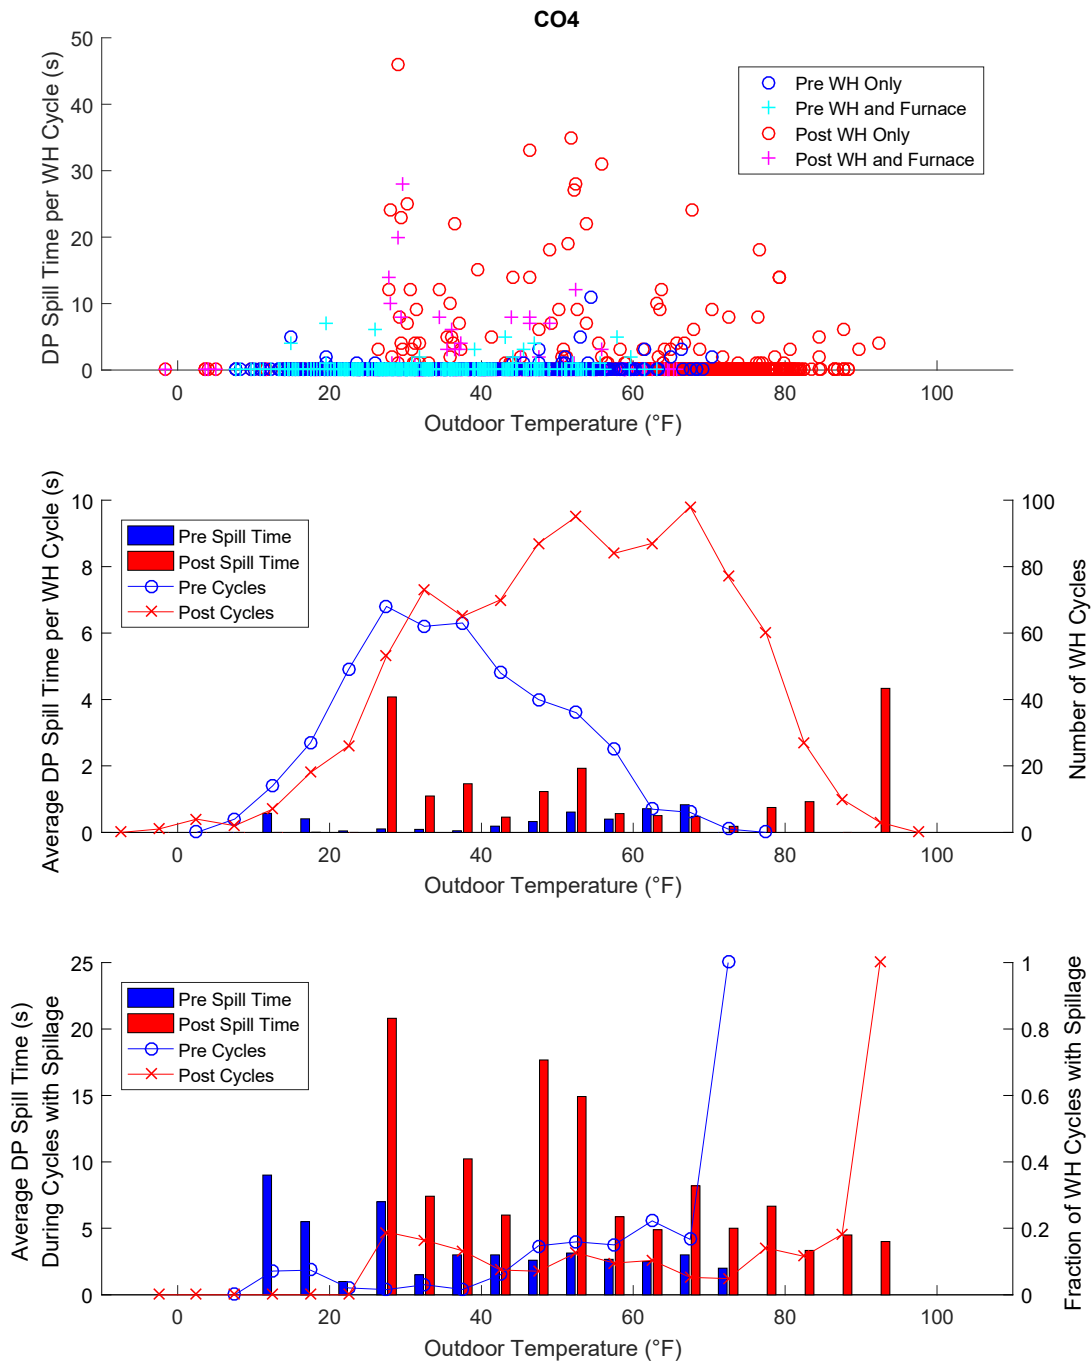 CO4
DP Spill Time per WH Cycle (s)
50
40
30
20
10
0
Pre WH Only
Pre WH and Furnace
Post WH Only
Post WH and Furnace
0 20 40 60 80 100
Outdoor Temperature (°F)
Average DP Spill Time per WH Cycle (s)
10
8
6
4
2
0
Pre Spill Time
Post Spill Time
Pre Cycles
Post Cycles
100
80
60
40
20
0
Number of WH Cycles
0 20 40 60 80 100
Outdoor Temperature (°F)
Average DP Spill Time (s)
During Cycles with Spillage
25
20
15
10
5
0
Pre Spill Time
Post Spill Time
Pre Cycles
Post Cycles
1
0.8
0.6
0.4
0.2
0
Fraction of WH Cycles with Spillage
0 20 40 60 80 100
Outdoor Temperature (°F)